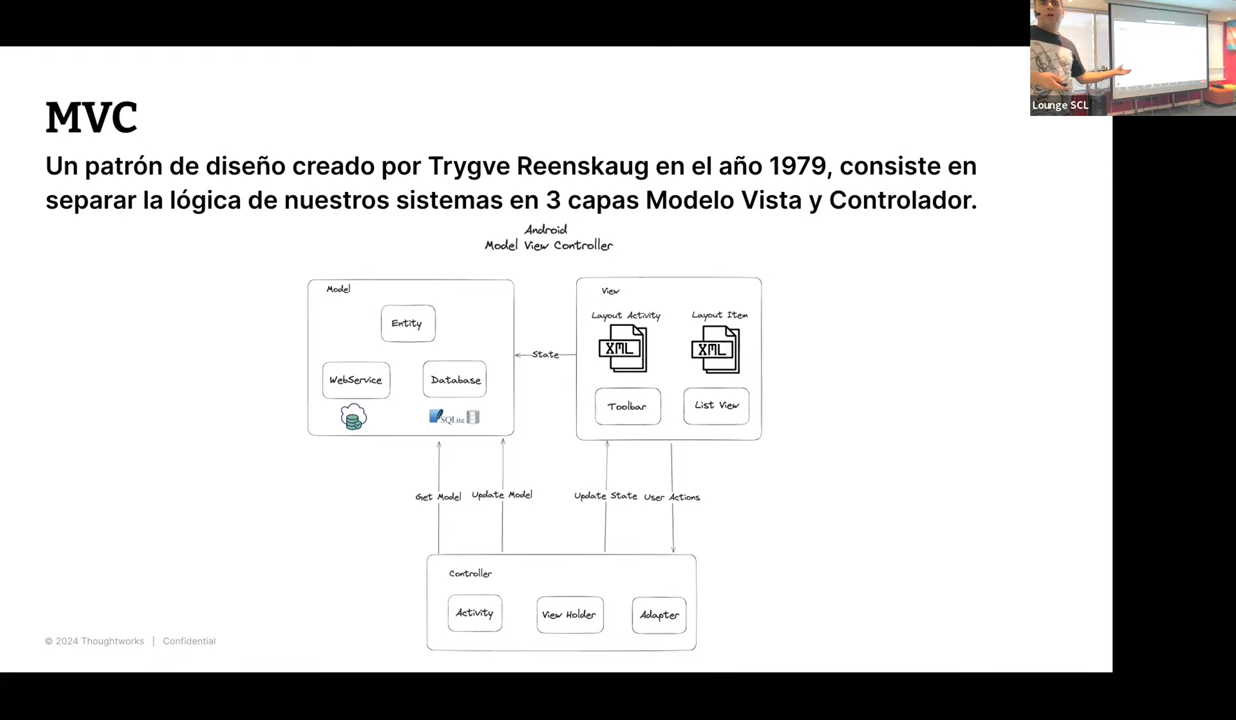 Lounge SCL
MVC
Un patrón de diseño creado por Trygve Reenskaug en el año 1979, consiste en
separar la lógica de nuestros sistemas en 3 capas Modelo Vista y Controlador.
Android
Model View Controller
Model
Entity
WebService
Database
SQLite
State
View
Layout Activity
Layout Item
XML
XML
Toolbar
List View
Get Model
Update Model
Update State
User Actions
Controller
Activity
View Holder
Adapter
© 2024 Thoughtworks | Confidential